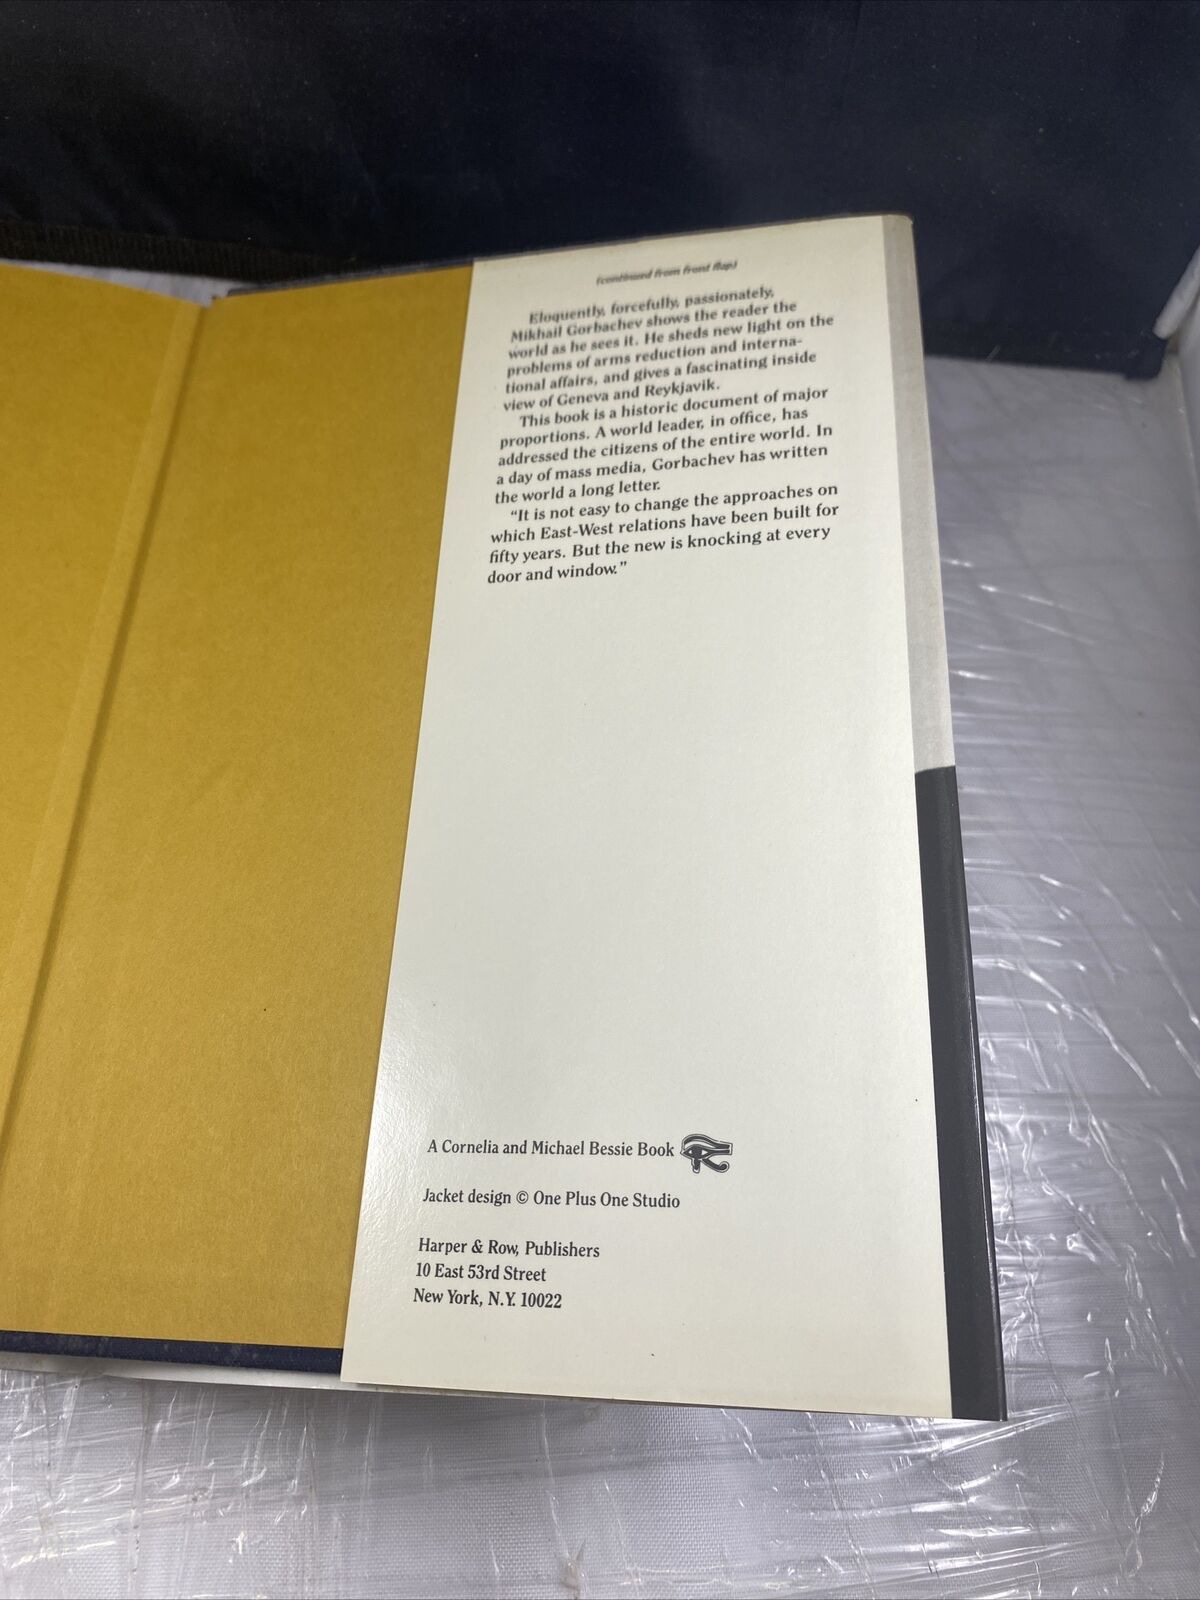 (continued from front flap)
Eloquently, forcefully, passionately,
Mikhail Gorbachev shows the reader the
world as he sees it. He sheds new light on the
problems of arms reduction and interna-
tional affairs, and gives a fascinating inside
view of Geneva and Reykjavik.
This book is a historic document of major
proportions. A world leader, in office, has
addressed the citizens of the entire world. In
a day of mass media, Gorbachev has written
the world a long letter.
“It is not easy to change the approaches on
which East-West relations have been built for
fifty years. But the new is knocking at every
door and window.”
A Cornelia and Michael Bessie Book
Jacket design © One Plus One Studio
Harper & Row, Publishers
10 East 53rd Street
New York, N.Y. 10022